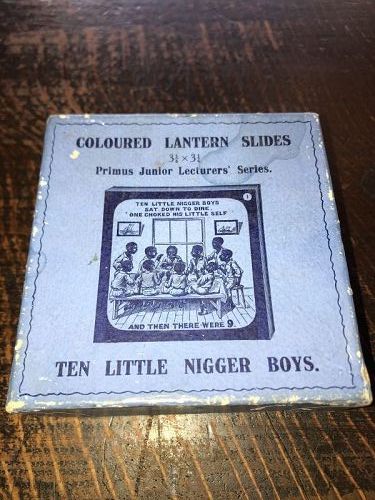 COLOURED LANTERN SLIDES
3¼ × 3¼
Primus Junior Lecturers' Series.
1
TEN LITTLE NIGGER BOYS
SAT DOWN TO DINE
ONE CHOKED HIS LITTLE SELF
AND THEN THERE WERE 9.
TEN LITTLE NIGGER BOYS.